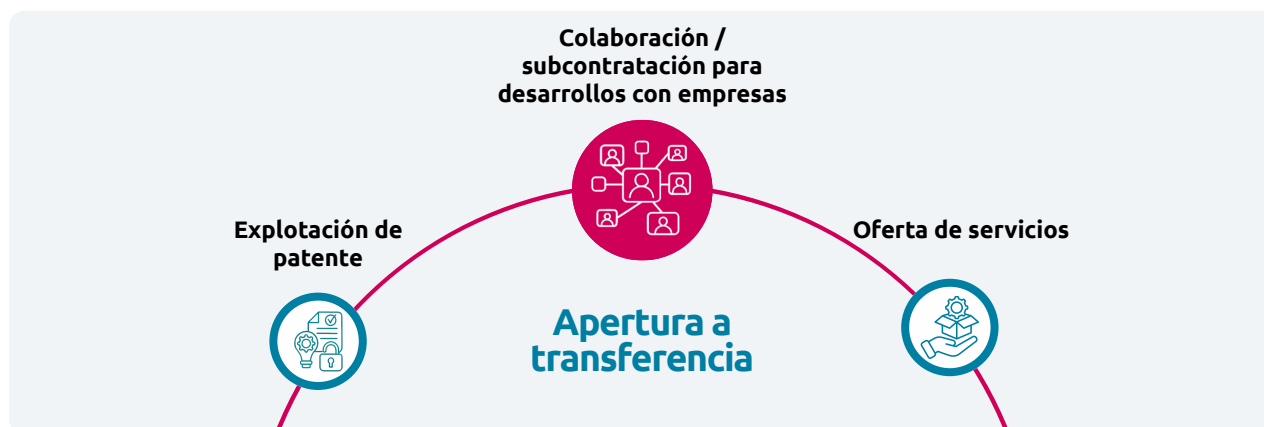 Colaboración /
subcontratación para
desarrollos con empresas
Explotación de
patente
Oferta de servicios
Apertura a
transferencia